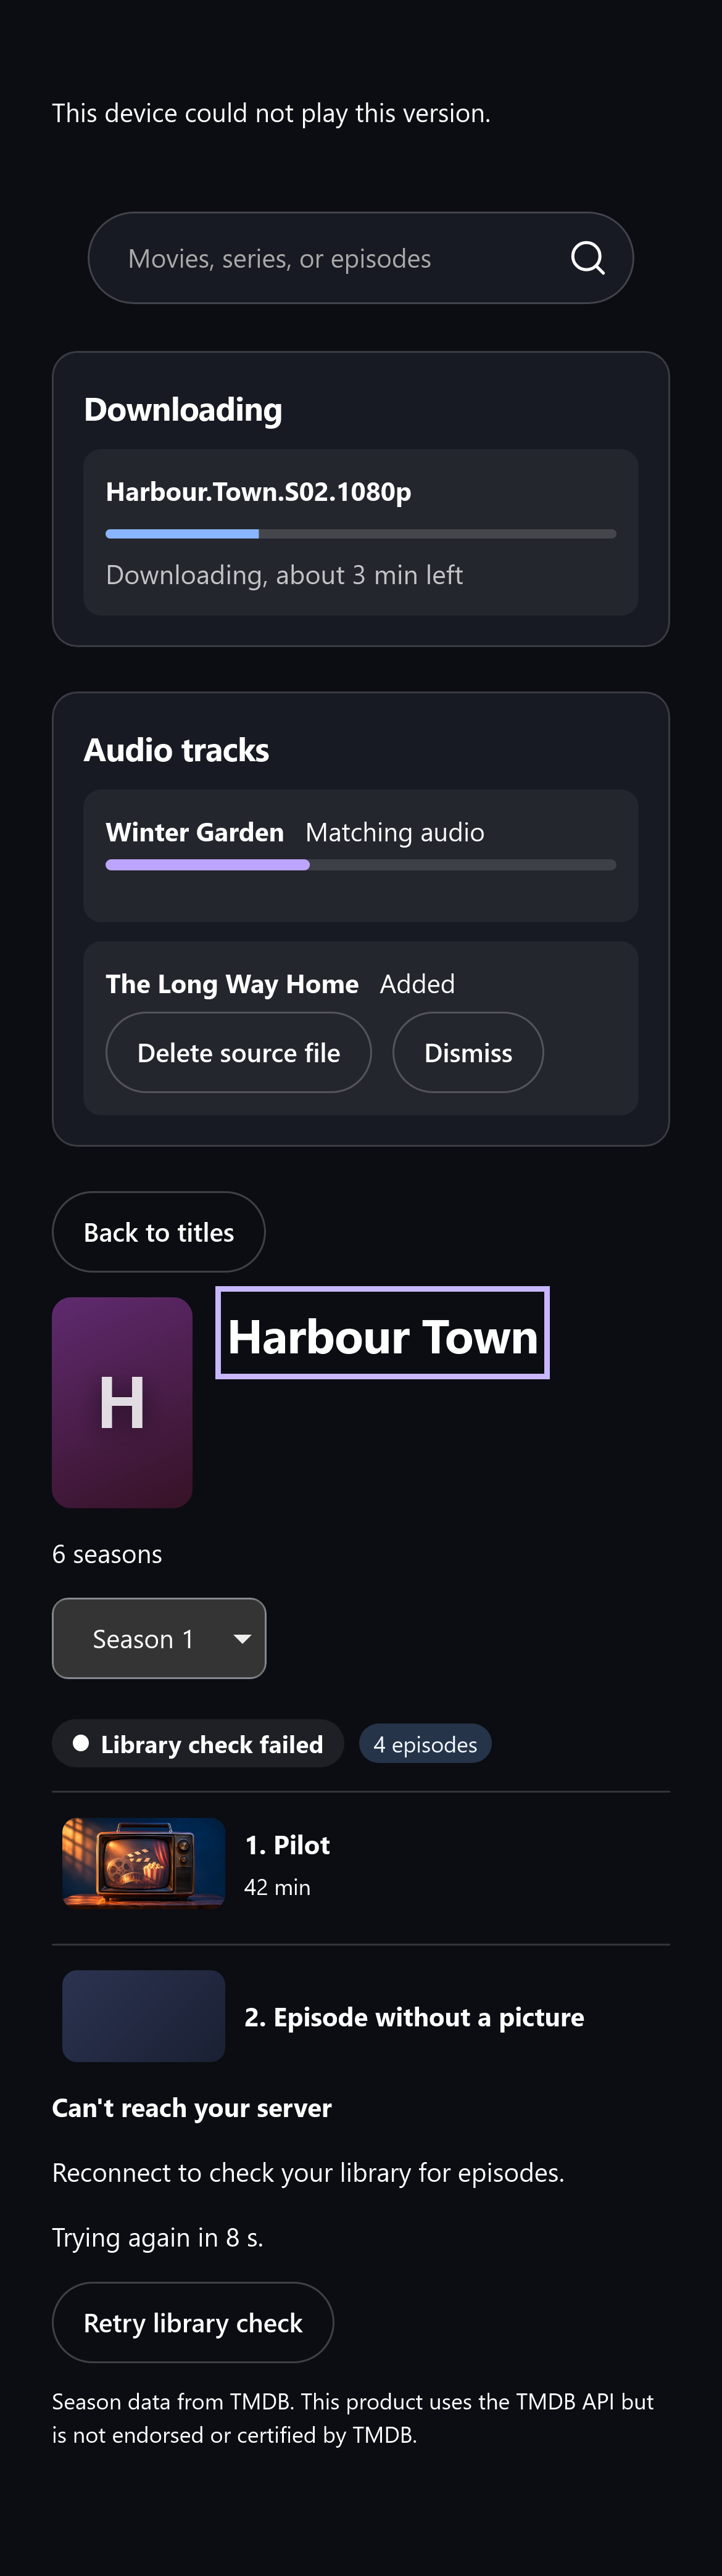 This device could not play this version.
Movies, series, or episodes
Downloading
Harbour.Town.S02.1080p
Downloading, about 3 min left
Audio tracks
Winter Garden Matching audio
The Long Way Home Added
Delete source file Dismiss
Back to titles
H
Harbour Town
6 seasons
Season 1
Library check failed 4 episodes
1. Pilot
42 min
2. Episode without a picture
Can't reach your server
Reconnect to check your library for episodes.
Trying again in 8 s.
Retry library check
Season data from TMDB. This product uses the TMDB API but
is not endorsed or certified by TMDB.